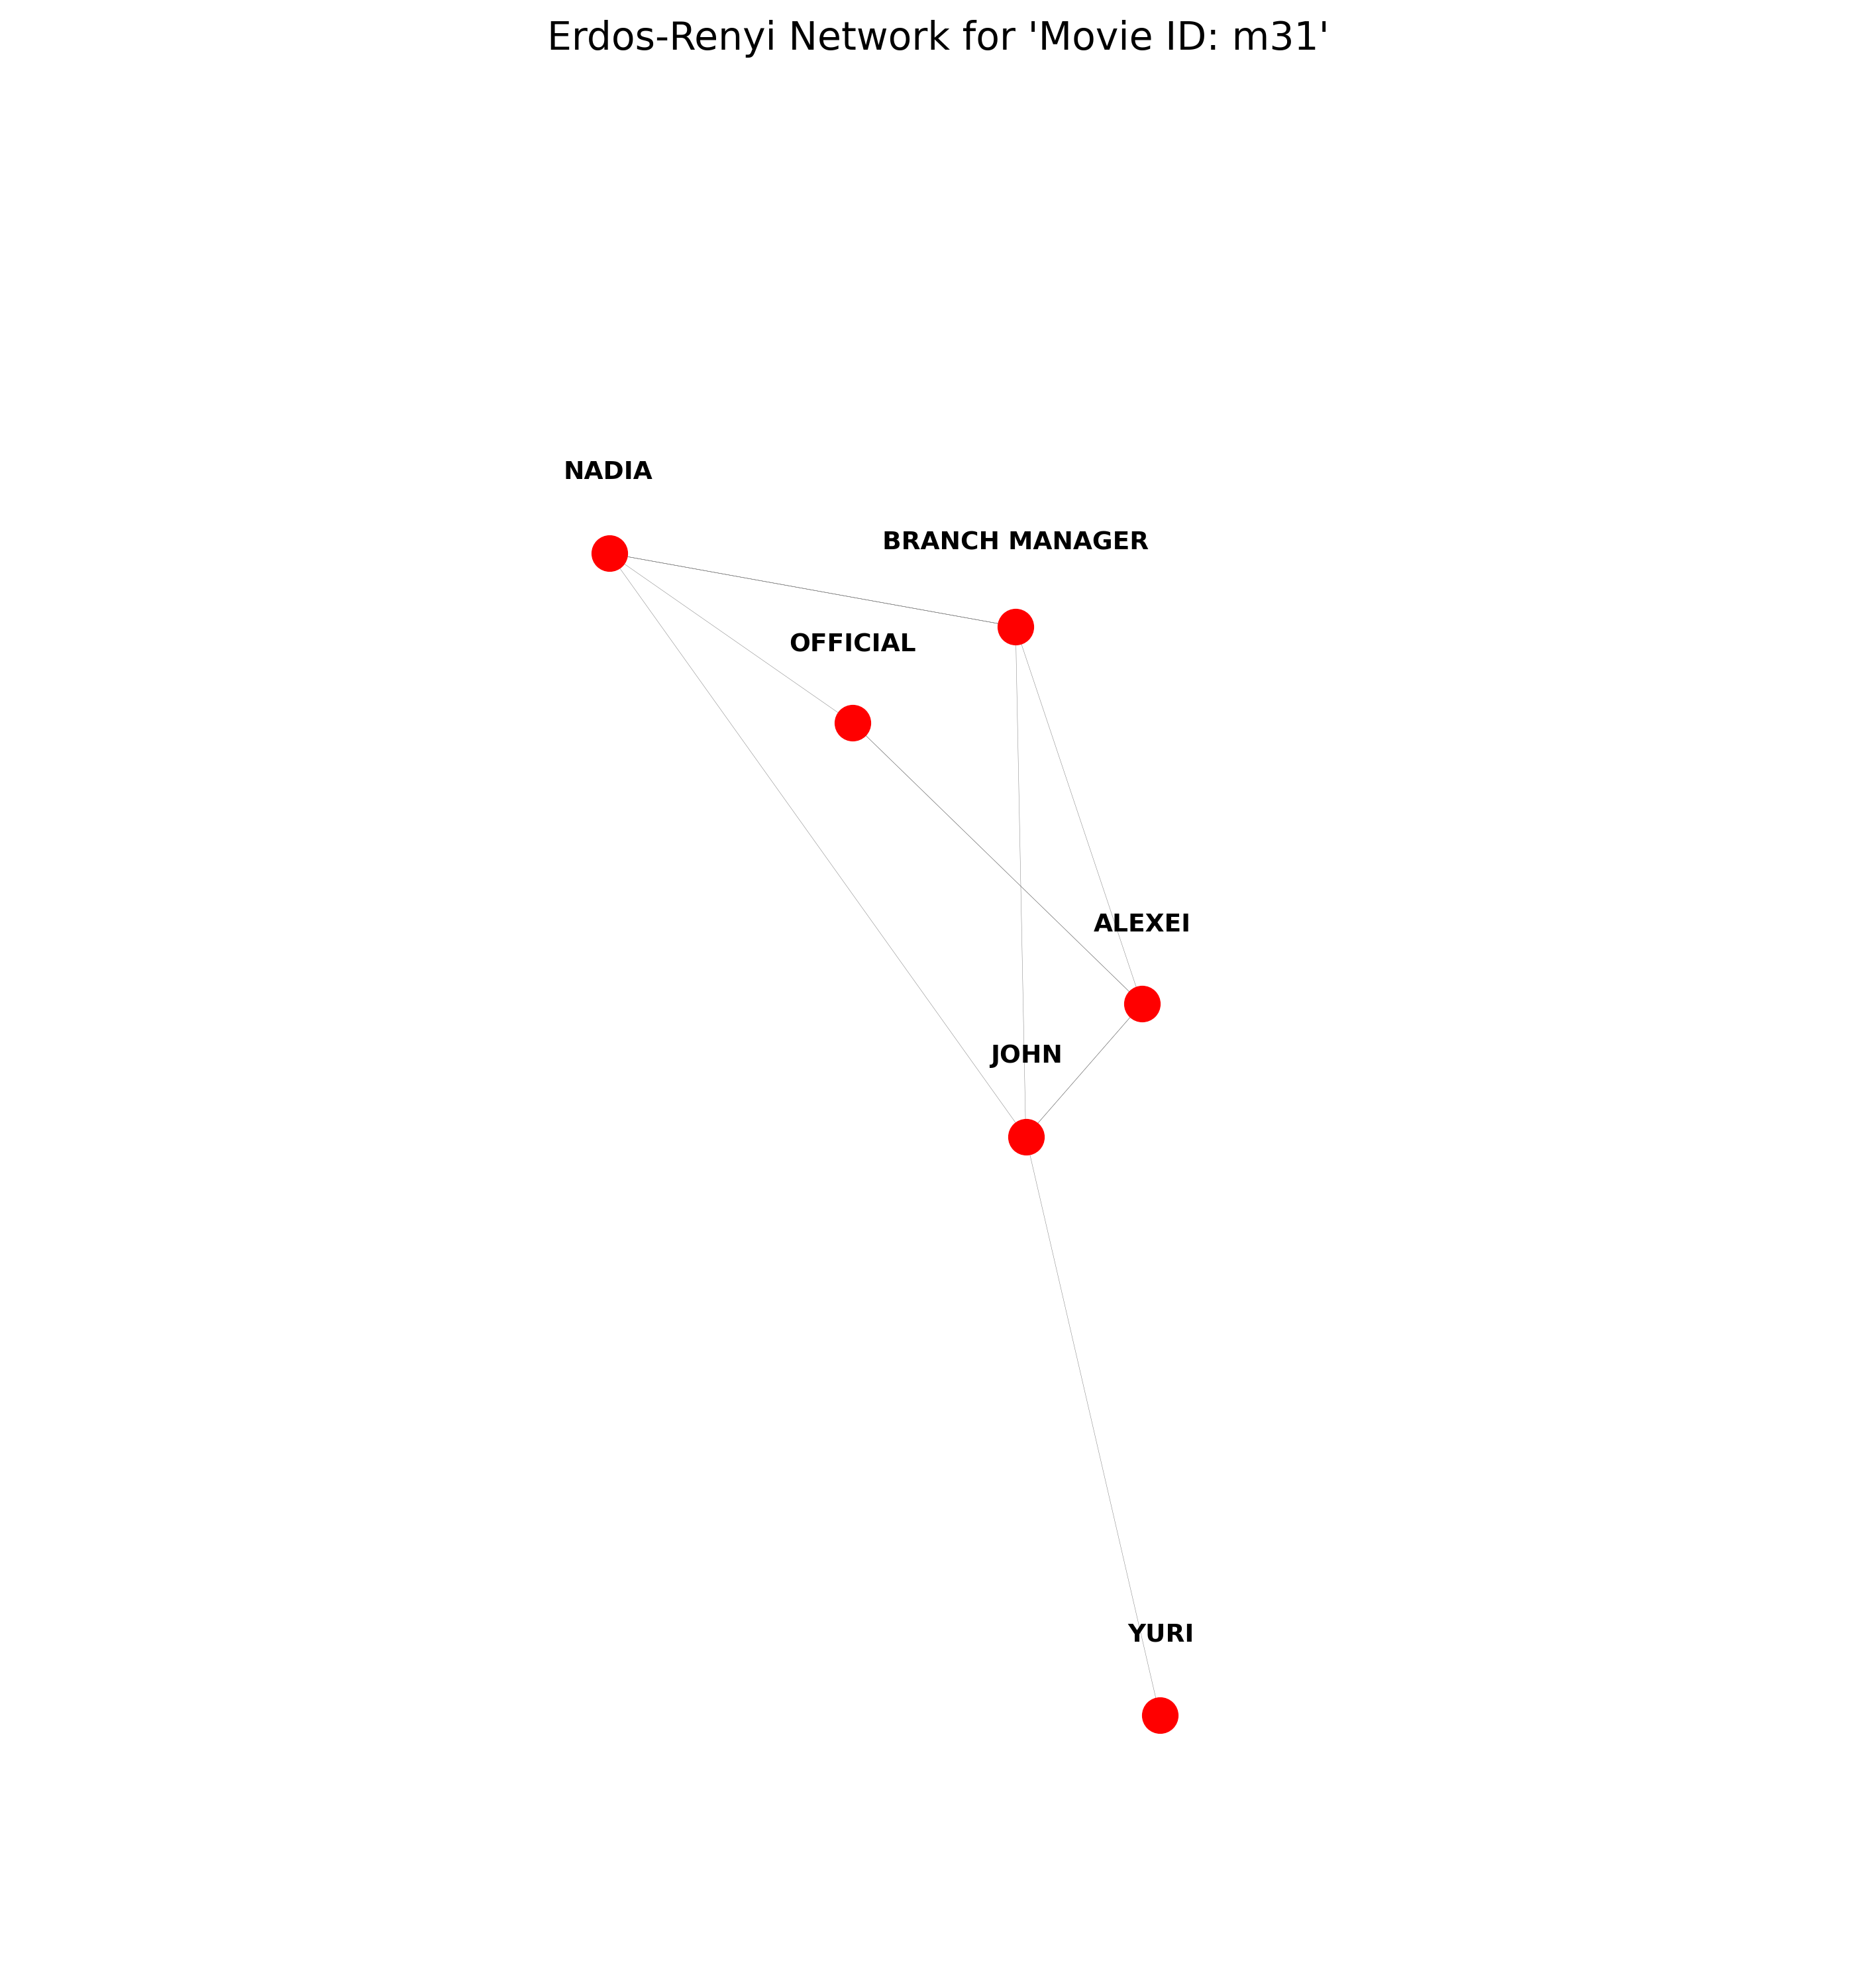 Erdos-Renyi Network for 'Movie ID: m31'
NADIA
BRANCH MANAGER
OFFICIAL
ALEXEI
JOHN
YURI